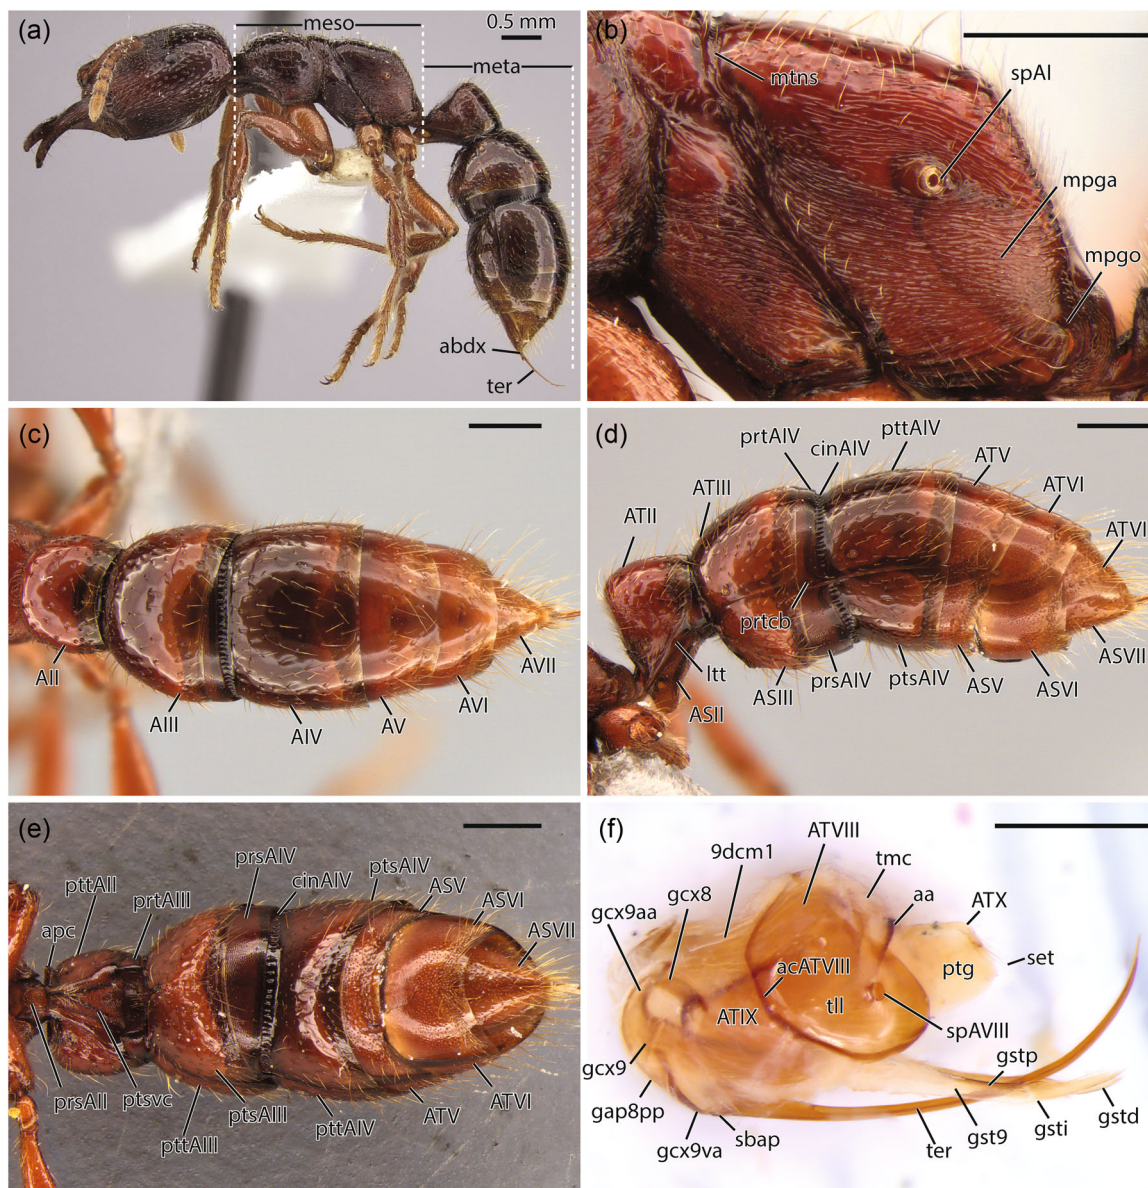 (a)
meso
0.5 mm
meta
abdx
ter
(b)
mtns
spAI
mpga
mpgo
(c)
AII
AIII
AIV
AV
AVI
AVII
(d)
prtAIV
cinAIV
pttAIV
ATV
ATIII
ATVI
ATII
ATVI
prtcb
ltt
ASII
ASIII
prsAIV
ptsAIV
ASV
ASVI
ASVII
(e)
prsAIV
cinAIV
ptsAIV
ASV
pttAII
prtAIII
ASVI
apc
ASVII
prsAII
ptsvc
pttAIII
ptsAIII
pttAIV
ATV
ATVI
(f)
ATVIII
9dcm1
tmc
gcx8
aa
ATX
gcx9aa
acATVIII
ptg
set
ATIX
tll
spAVIII
gcx9
gstp
gap8pp
gcx9va
sbap
ter
gst9
gsti
gstd